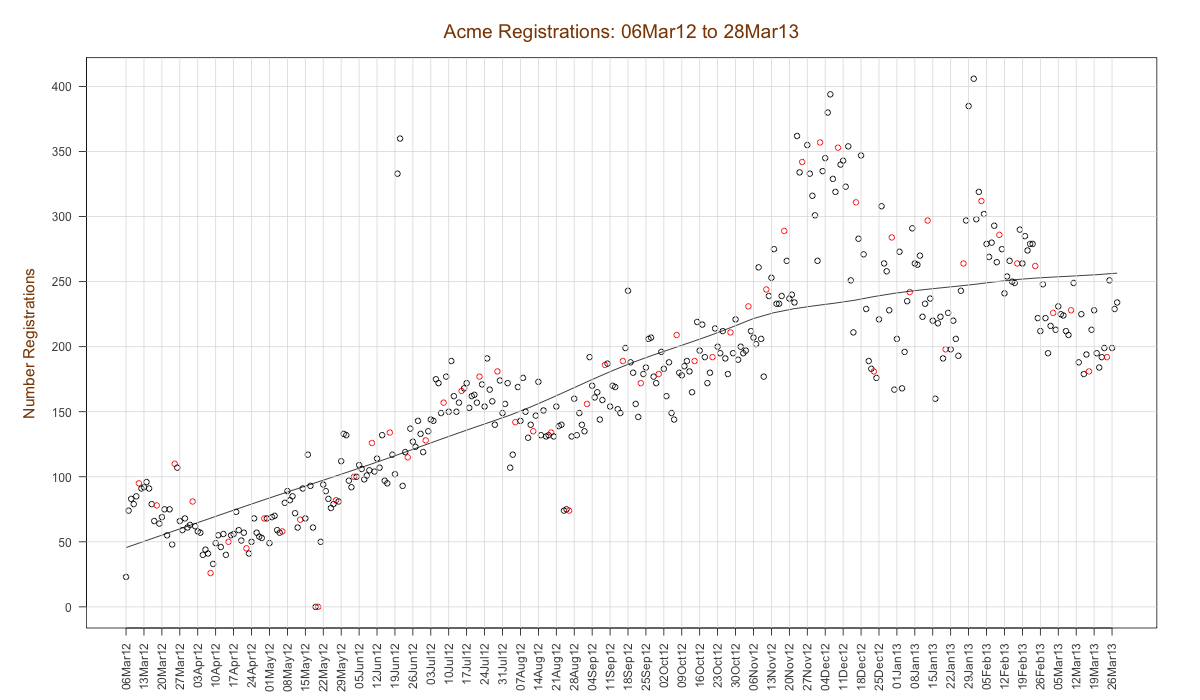 Acme Registrations: 06Mar12 to 28Mar13
Number Registrations
400
350
300
250
200
150
100
50
0
06Mar12
13Mar12
20Mar12
27Mar12
03Apr12
10Apr12
17Apr12
24Apr12
01May12
08May12
15May12
22May12
29May12
05Jun12
12Jun12
19Jun12
26Jun12
03Jul12
10Jul12
17Jul12
24Jul12
31Jul12
07Aug12
14Aug12
21Aug12
28Aug12
04Sep12
11Sep12
18Sep12
25Sep12
02Oct12
09Oct12
16Oct12
23Oct12
30Oct12
06Nov12
13Nov12
20Nov12
27Nov12
04Dec12
11Dec12
18Dec12
25Dec12
01Jan13
08Jan13
15Jan13
22Jan13
29Jan13
05Feb13
12Feb13
19Feb13
26Feb13
05Mar13
12Mar13
19Mar13
26Mar13